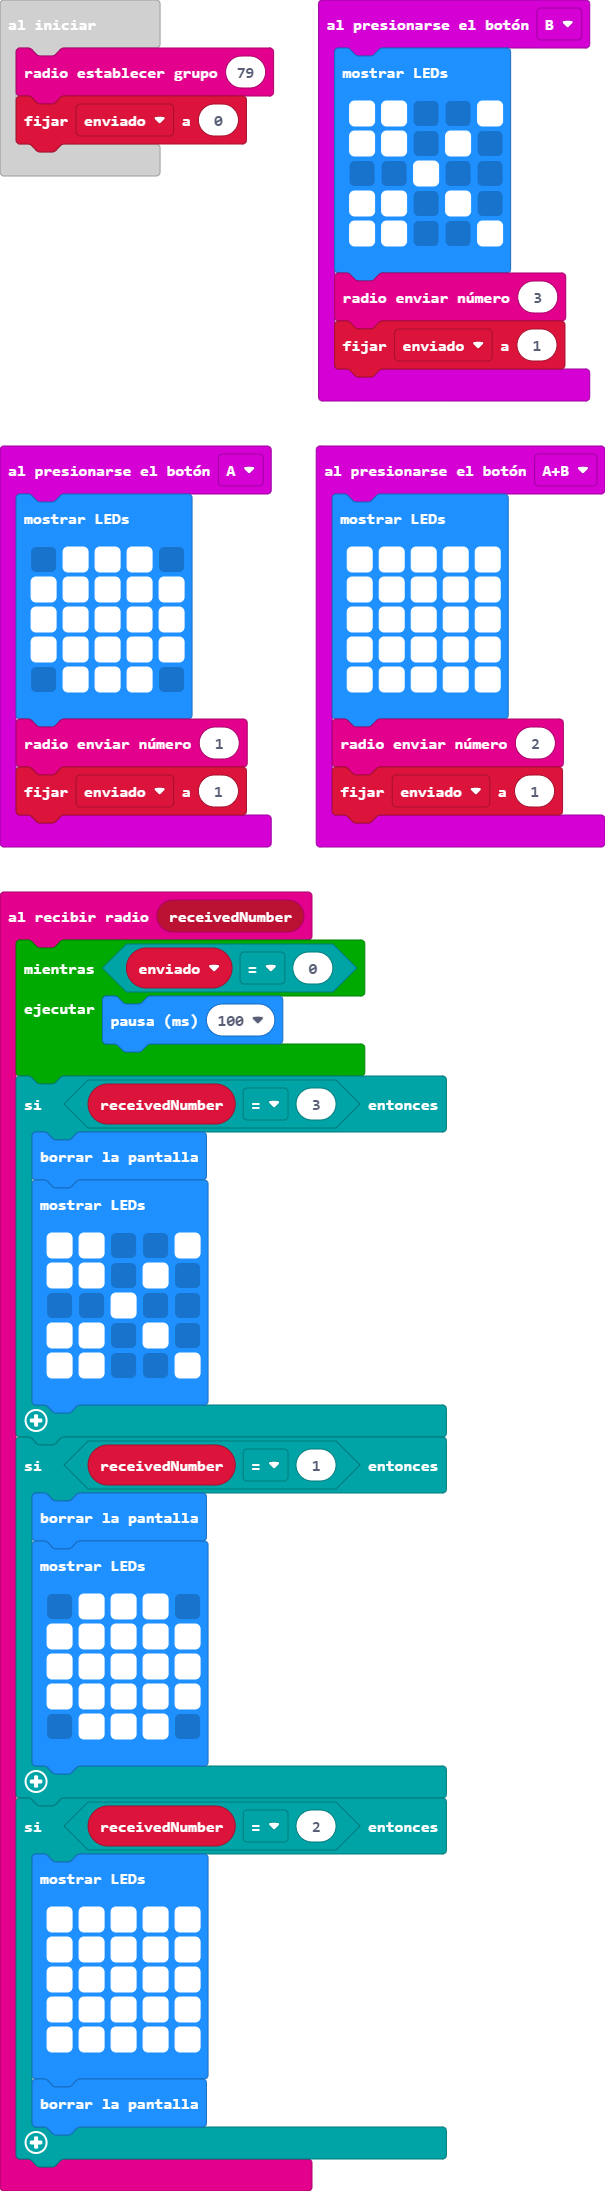 al iniciar
radio establecer grupo 79
fijar enviado a 0
al presionarse el botón B
mostrar LEDs
radio enviar número 3
fijar enviado a 1
al presionarse el botón A
mostrar LEDs
radio enviar número 1
fijar enviado a 1
al presionarse el botón A+B
mostrar LEDs
radio enviar número 2
fijar enviado a 1
al recibir radio receivedNumber
mientras enviado = 0
ejecutar
pausa (ms) 100
si receivedNumber = 3 entonces
borrar la pantalla
mostrar LEDs
si receivedNumber = 1 entonces
borrar la pantalla
mostrar LEDs
si receivedNumber = 2 entonces
mostrar LEDs
borrar la pantalla